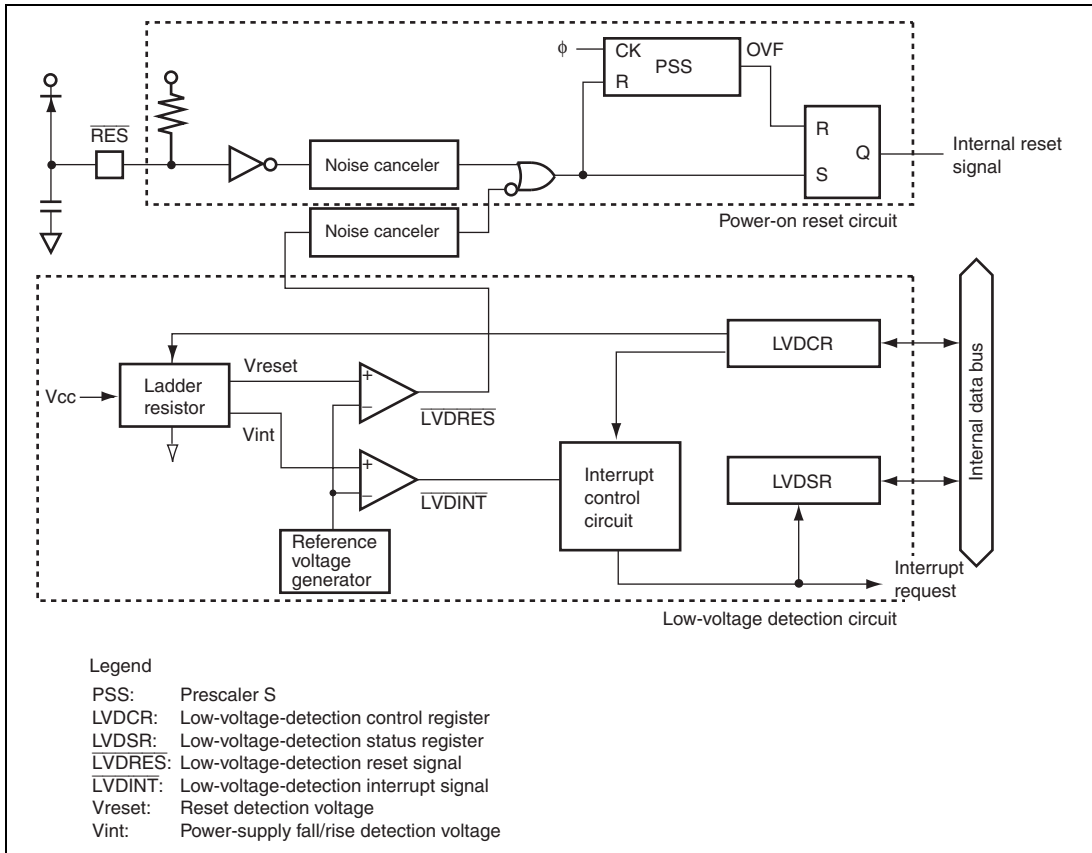 φ
CK
PSS
R
OVF
R
Q
S
Internal reset
signal
RES
Noise canceler
Noise canceler
Power-on reset circuit
LVDCR
Vreset
Vcc
Ladder
resistor
+
−
LVDRES
Vint
+
−
LVDINT
Interrupt
control
circuit
LVDSR
Internal data bus
Reference
voltage
generator
Interrupt
request
Low-voltage detection circuit
Legend
PSS: Prescaler S
LVDCR: Low-voltage-detection control register
LVDSR: Low-voltage-detection status register
LVDRES: Low-voltage-detection reset signal
LVDINT: Low-voltage-detection interrupt signal
Vreset: Reset detection voltage
Vint: Power-supply fall/rise detection voltage